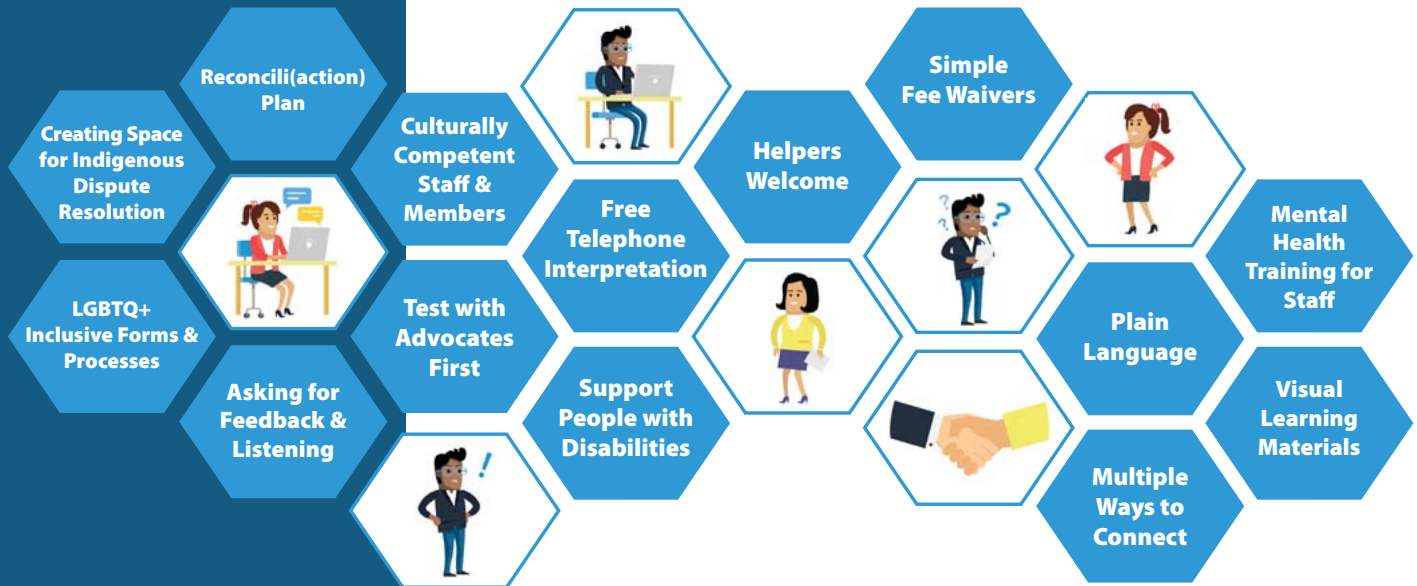 Reconcili(action)
Plan
Creating Space
for Indigenous
Dispute
Resolution
Culturally
Competent
Staff &
Members
LGBTQ+
Inclusive Forms &
Processes
Asking for
Feedback &
Listening
Test with
Advocates
First
Free
Telephone
Interpretation
Support
People with
Disabilities
Helpers
Welcome
Simple
Fee Waivers
? ? ?
!
Plain
Language
Multiple
Ways to
Connect
Mental
Health
Training for
Staff
Visual
Learning
Materials